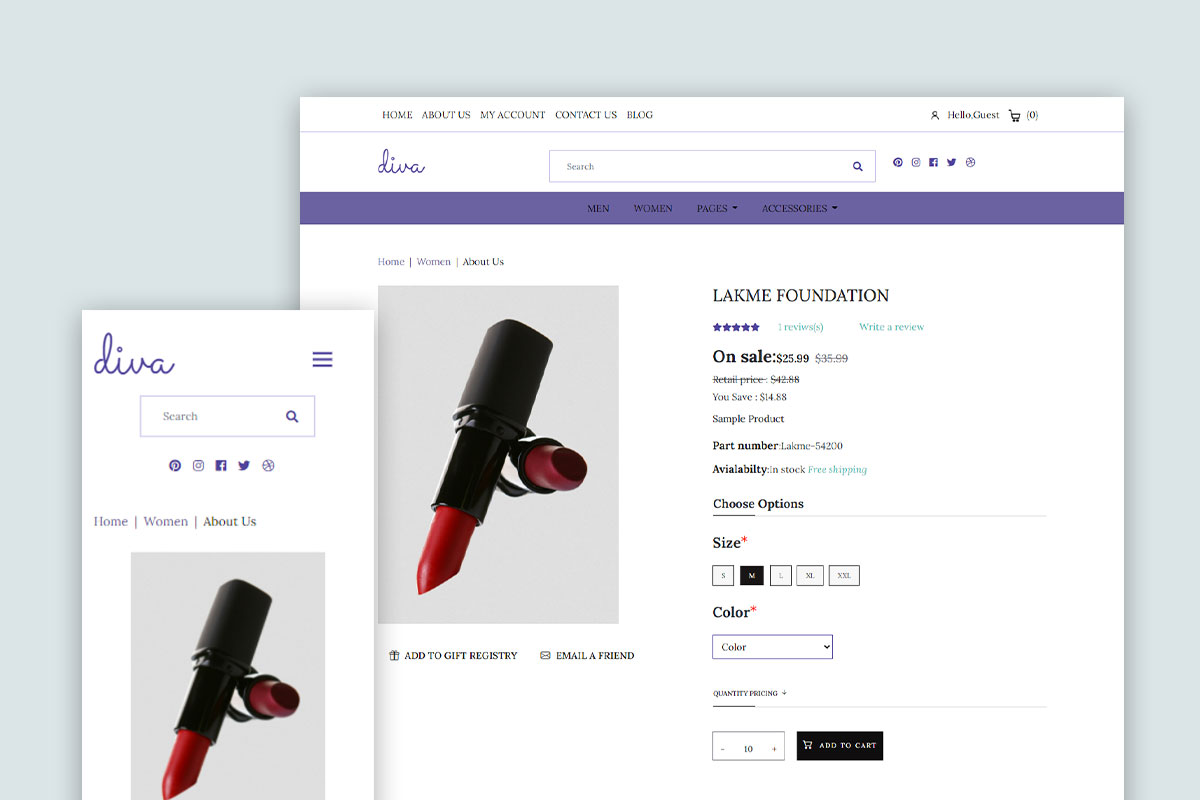 HOME ABOUT US MY ACCOUNT CONTACT US BLOG Hello,Guest (0)
diva Search
MEN WOMEN PAGES ACCESSORIES
Home | Women | About Us
LAKME FOUNDATION
1 reviws(s) Write a review
On sale:$25.99 $35.99
Retail price : $42.88
You Save : $14.88
Sample Product
Part number:Lakme-54200
Avialabilty:In stock Free shipping
Choose Options
Size*
S M L XL XXL
Color*
Color
ADD TO GIFT REGISTRY EMAIL A FRIEND
QUANTITY PRICING
- 10 + ADD TO CART
diva
Search
Home | Women | About Us